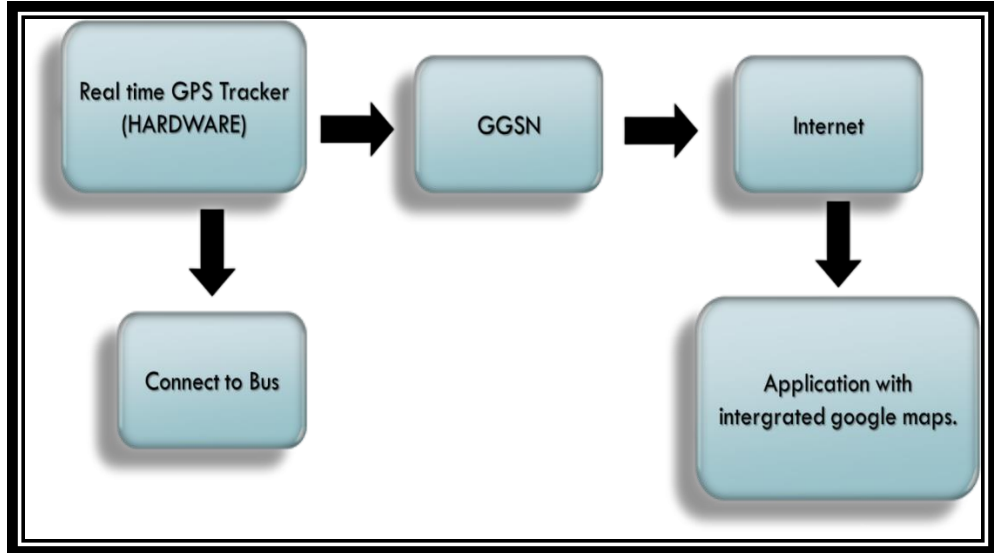 Real time GPS Tracker
(HARDWARE)
GGSN
Internet
Connect to Bus
Application with
intergrated google maps.